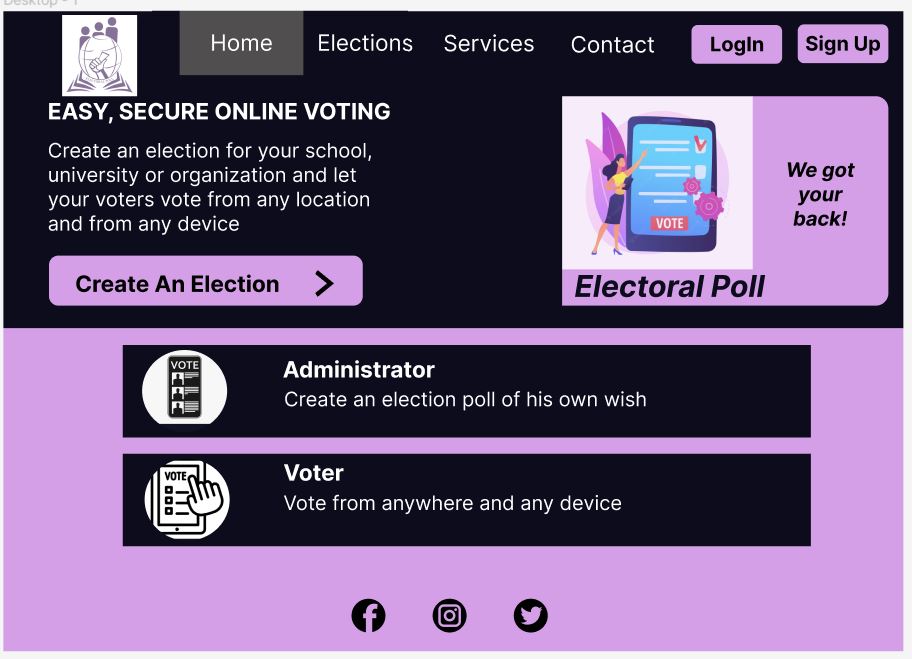 Desktop - 1
Home
Elections
Services
Contact
LogIn
Sign Up
EASY, SECURE ONLINE VOTING
Create an election for your school,
university or organization and let
your voters vote from any location
and from any device
Create An Election
VOTE
We got
your
back!
Electoral Poll
VOTE
Administrator
Create an election poll of his own wish
VOTE
Voter
Vote from anywhere and any device